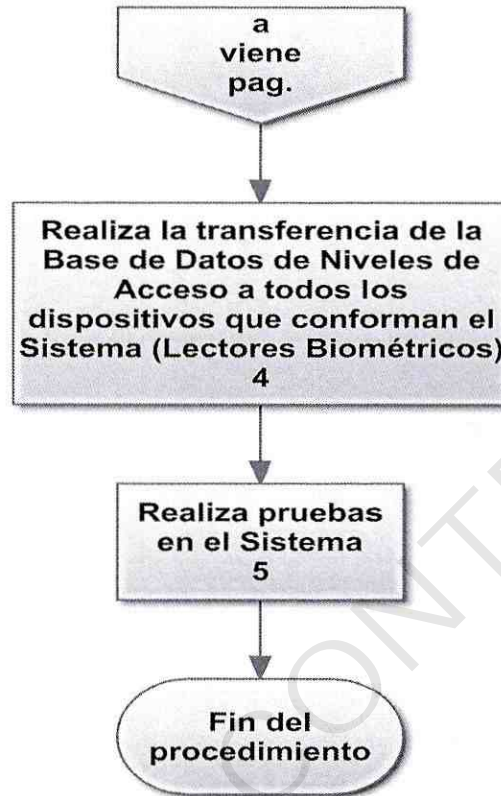 a
viene
pag.
Realiza la transferencia de la
Base de Datos de Niveles de
Acceso a todos los
dispositivos que conforman el
Sistema (Lectores Biométricos)
4
Realiza pruebas
en el Sistema
5
Fin del
procedimiento